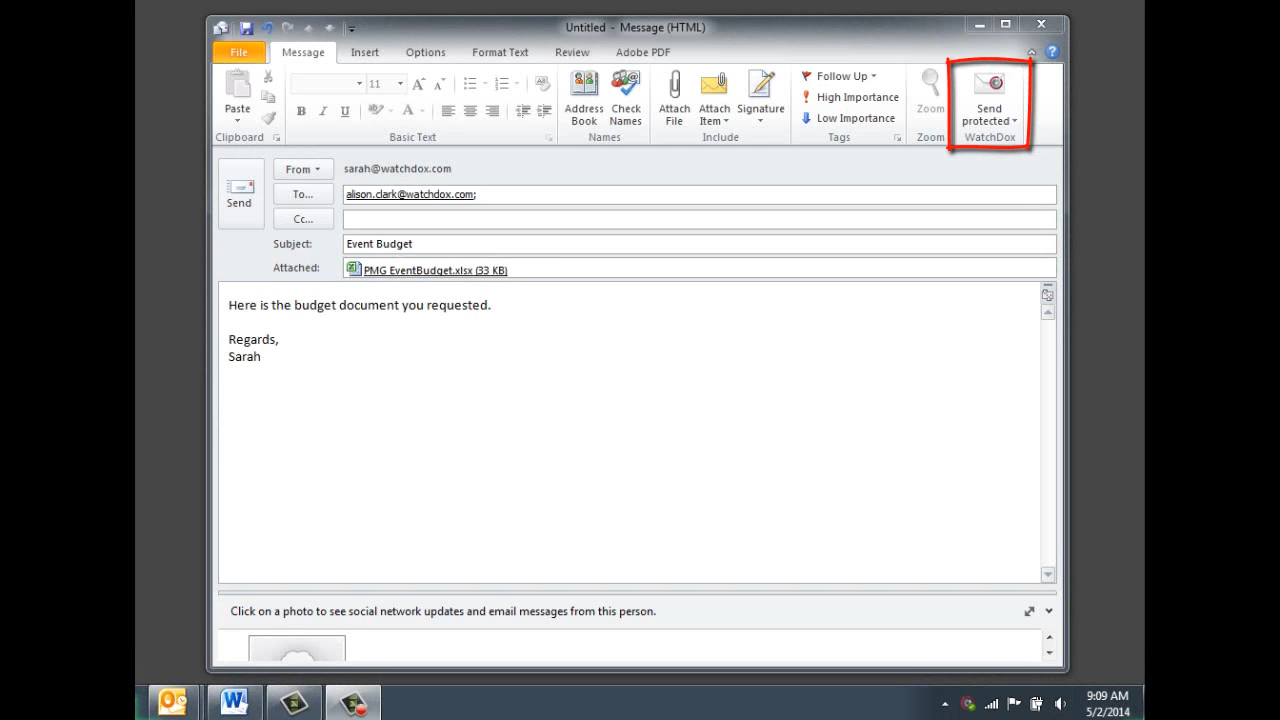 Untitled - Message (HTML)
File Message Insert Options Format Text Review Adobe PDF
Paste
Clipboard
11
B I U A
Basic Text
Address Book
Check Names
Names
Attach File
Attach Item
Signature
Include
Follow Up
High Importance
Low Importance
Tags
Zoom
Zoom
Send protected
WatchDox
Send
From sarah@watchdox.com
To... alison.clark@watchdox.com;
Cc...
Subject: Event Budget
Attached: PMG EventBudget.xlsx (33 KB)
Here is the budget document you requested.
Regards,
Sarah
Click on a photo to see social network updates and email messages from this person.
9:09 AM
5/2/2014